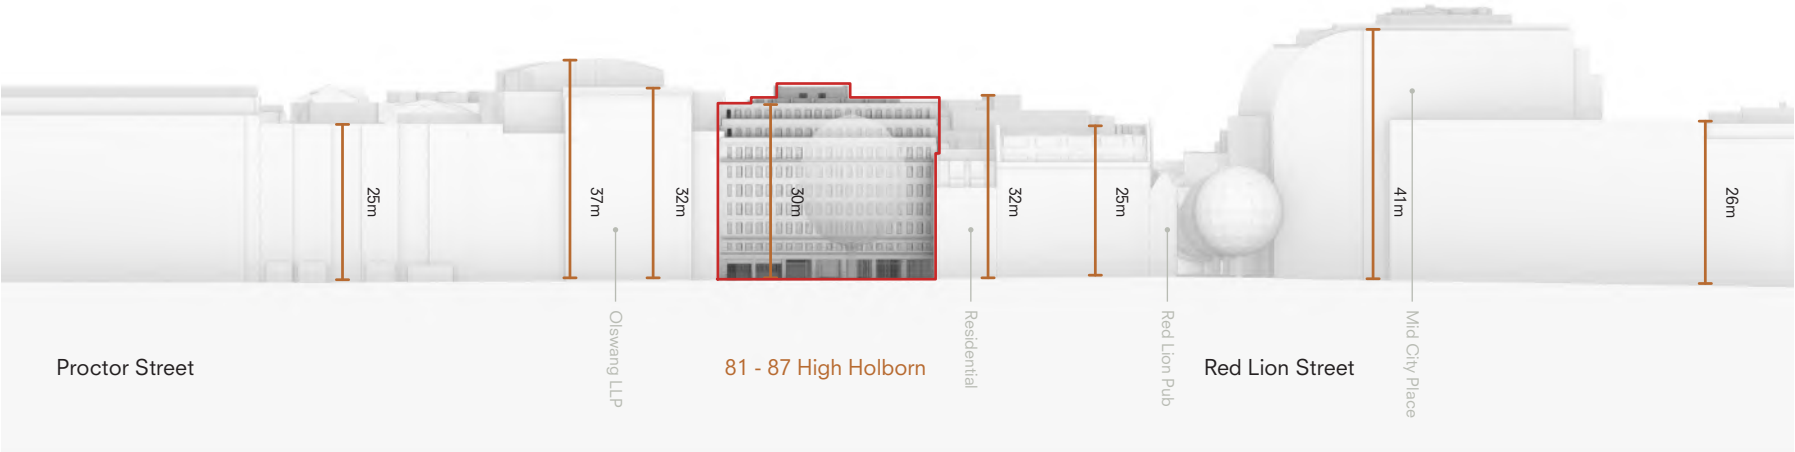 25m
37m
32m
30m
32m
25m
41m
26m
Olswang LLP
Residential
Red Lion Pub
Mid City Place
Proctor Street
81 - 87 High Holborn
Red Lion Street